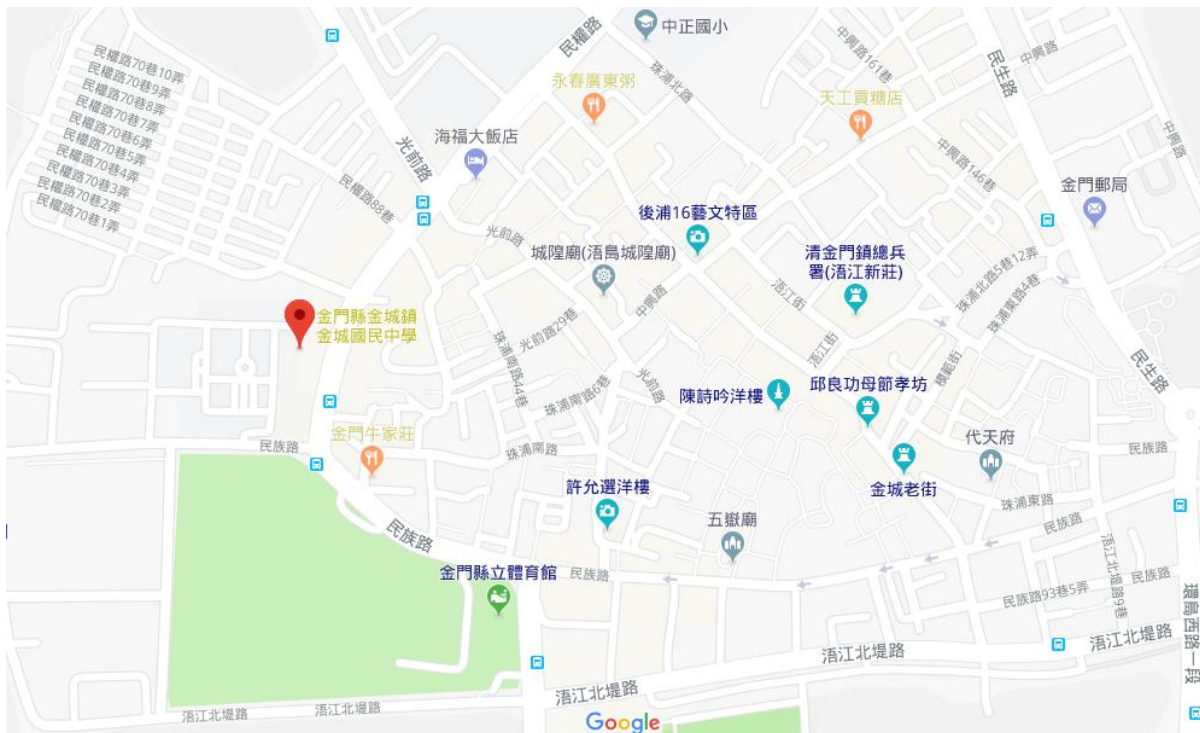 中正國小
民權路
珠浦北路
中興路161巷
民生路
中興路
永春廣東粥
天工貢糖店
民權路70巷10弄
民權路70巷9弄
民權路70巷8弄
民權路70巷7弄
民權路70巷6弄
民權路70巷5弄
民權路70巷4弄
民權路70巷3弄
民權路70巷2弄
民權路70巷1弄
海福大飯店
光前路
民權路88巷
中興路146巷
中興路
金門郵局
後浦16藝文特區
光前路
城隍廟(浯島城隍廟)
清金門鎮總兵
署(浯江新莊)
珠浦北路5巷12弄
珠浦東路4巷
浯江街
中興路
金門縣金城鎮
金城國民中學
光前路29巷
珠浦南路44巷
浯江街
模範街
民生路
珠浦南路6巷
光前路
陳詩吟洋樓
邱良功母節孝坊
金門牛家莊
民族路
珠浦南路
代天府
民族路
金城老街
許允選洋樓
珠浦東路
五嶽廟
民族路
民族路
金門縣立體育館
民族路
民族路
浯江北堤路9巷
民族路93巷5弄
環島西路一段
浯江北堤路
浯江北堤路
浯江北堤路
浯江北堤路
浯江北堤路
Google